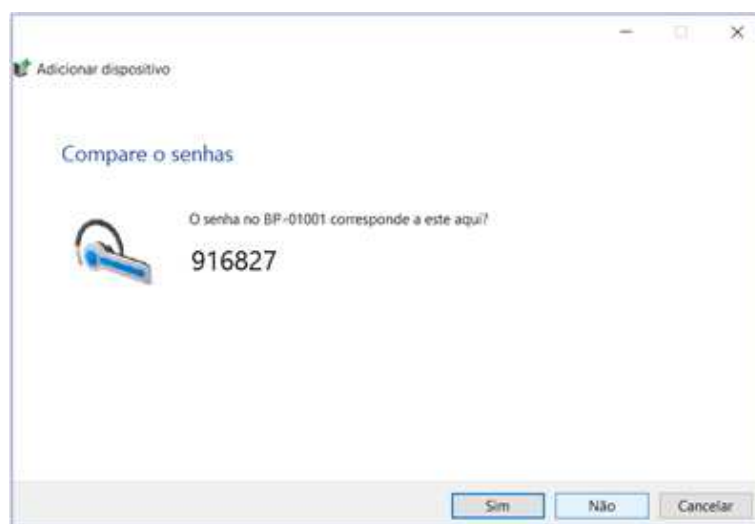 Adicionar dispositivo
Compare o senhas
O senha no BP-01001 corresponde a este aqui?
916827
Sim Não Cancelar